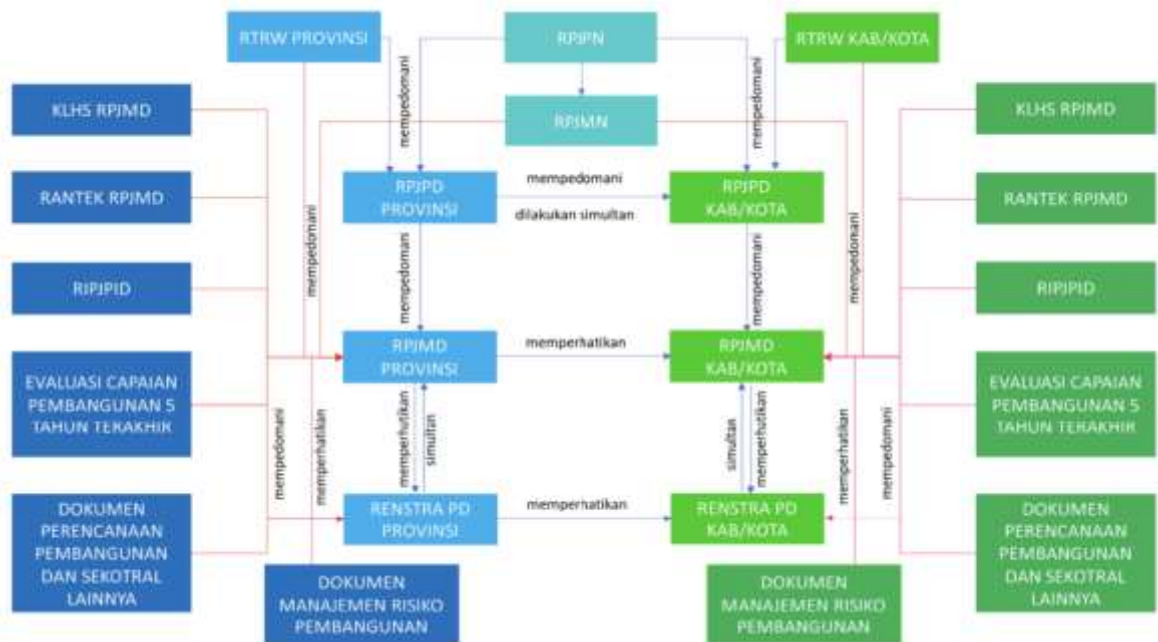 RTRW PROVINSI
RPJPN
RTRW KAB/KOTA
KLHS RPJMD
mempedomani
mempedomani
KLHS RPJMD
RPJMN
RANTEK RPJMD
RPJPD
PROVINSI
mempedomani
dilakukan simultan
RPJPD
KAB/KOTA
RANTEK RPJMD
mempedomani
mempedomani
mempedomani
mempedomani
RIPJPID
RIPJPID
RPJMD
PROVINSI
memperhatikan
RPJMD
KAB/KOTA
EVALUASI CAPAIAN
PEMBANGUNAN 5
TAHUN TERAKHIR
EVALUASI CAPAIAN
PEMBANGUNAN 5
TAHUN TERAKHIR
mempedomani
memperhatikan
memperhutikan
simultan
simultan
memperhutikan
memperhatikan
mempedomani
DOKUMEN
PERENCANAAN
PEMBANGUNAN
DAN SEKOTRAL
LAINNYA
RENSTRA PD
PROVINSI
memperhatikan
RENSTRA PD
KAB/KOTA
DOKUMEN
PERENCANAAN
PEMBANGUNAN
DAN SEKOTRAL
LAINNYA
DOKUMEN
MANAJEMEN RISIKO
PEMBANGUNAN
DOKUMEN
MANAJEMEN RISIKO
PEMBANGUNAN